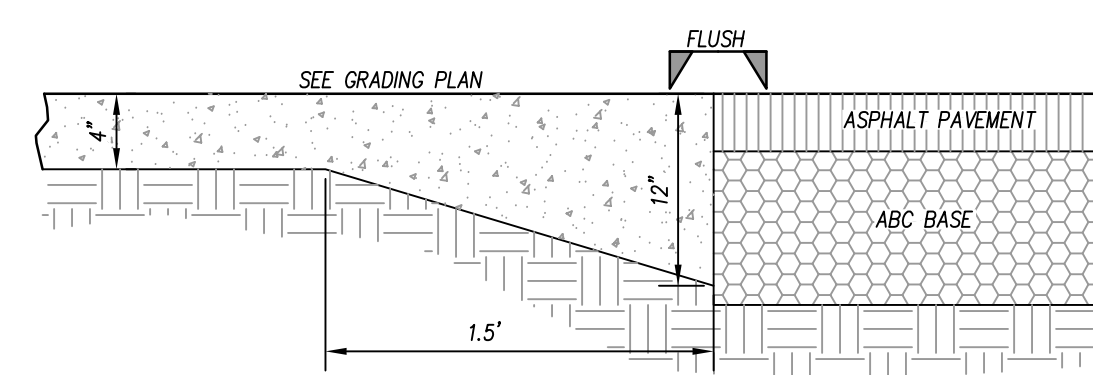 FLUSH
SEE GRADING PLAN
4"
ASPHALT PAVEMENT
12"
ABC BASE
1.5'